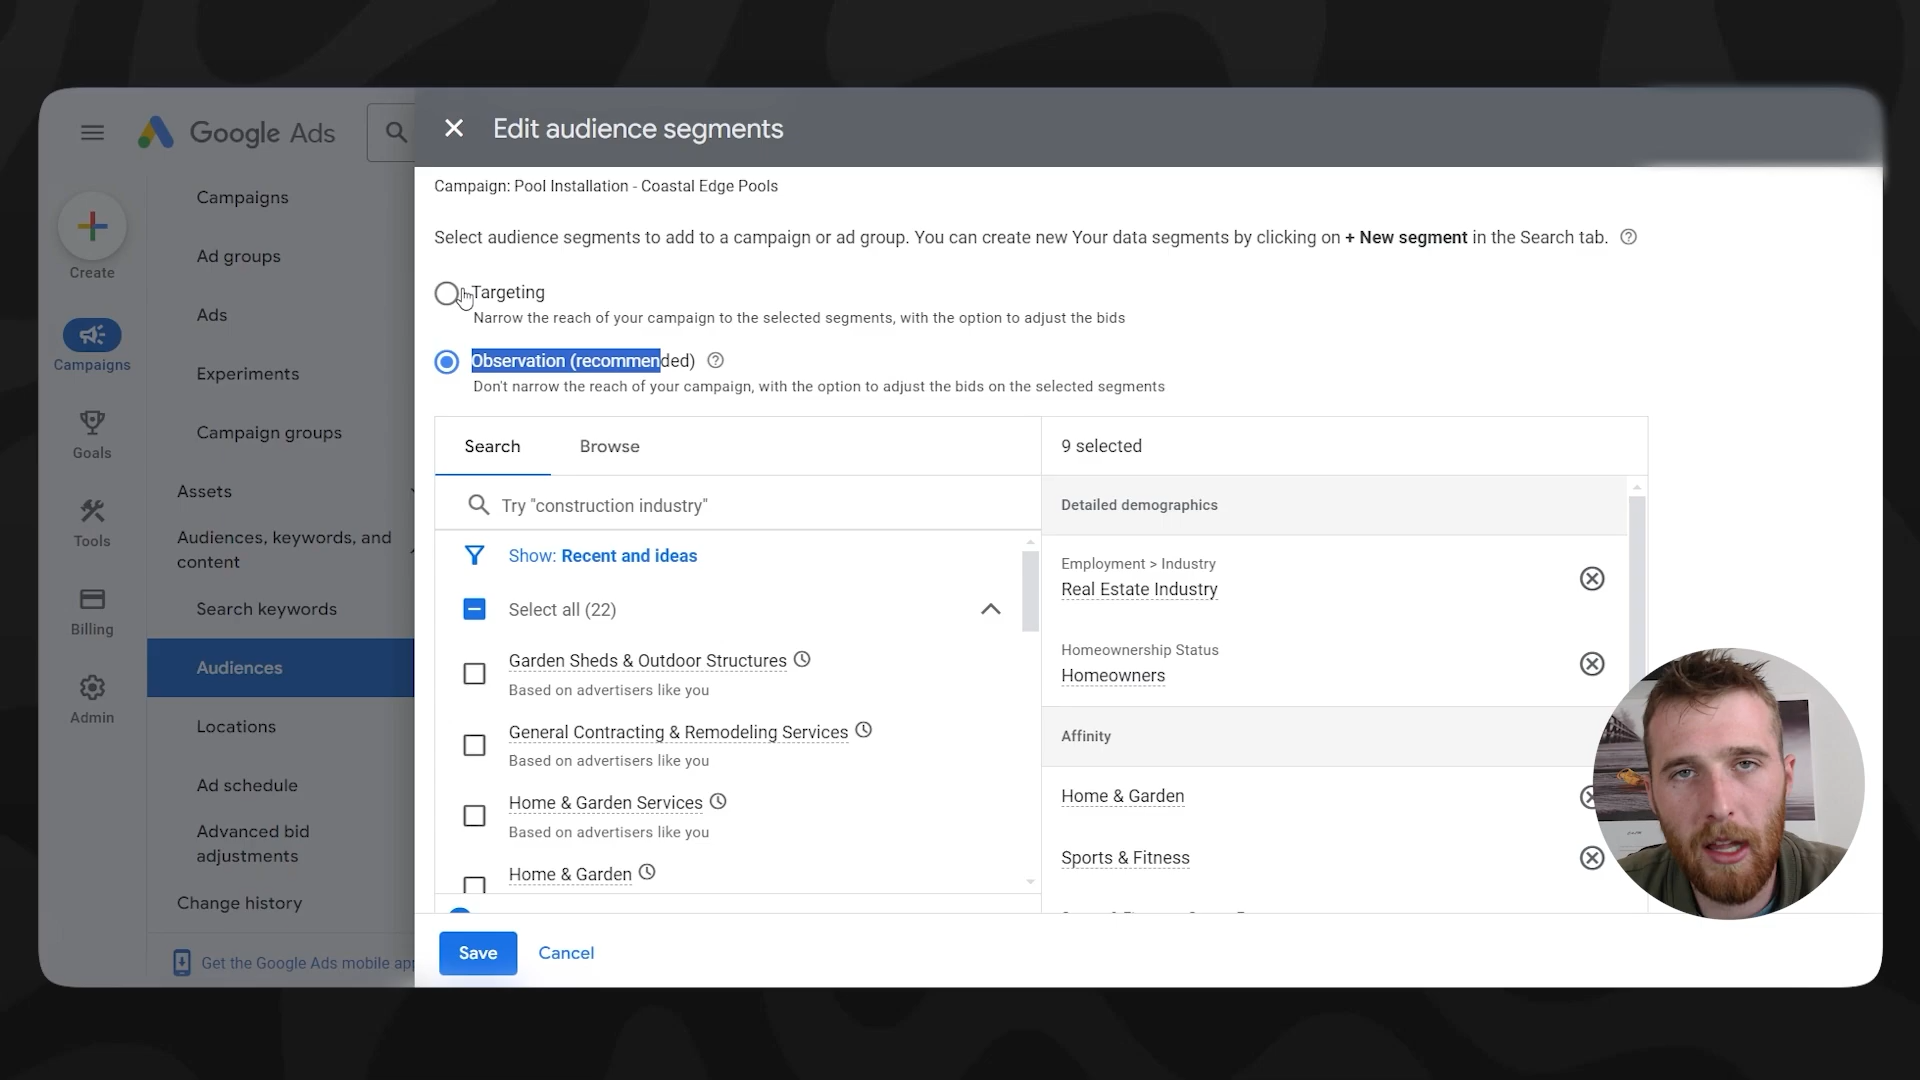 Google Ads
Create
Campaigns
Goals
Tools
Billing
Admin
Campaigns
Ad groups
Ads
Experiments
Campaign groups
Assets
Audiences, keywords, and
content
Search keywords
Audiences
Locations
Ad schedule
Advanced bid
adjustments
Change history
Get the Google Ads mobile app
Edit audience segments
Campaign: Pool Installation - Coastal Edge Pools
Select audience segments to add to a campaign or ad group. You can create new Your data segments by clicking on + New segment in the Search tab.
Targeting
Narrow the reach of your campaign to the selected segments, with the option to adjust the bids
Observation (recommended)
Don't narrow the reach of your campaign, with the option to adjust the bids on the selected segments
Search
Browse
Try "construction industry"
Show: Recent and ideas
Select all (22)
Garden Sheds & Outdoor Structures
Based on advertisers like you
General Contracting & Remodeling Services
Based on advertisers like you
Home & Garden Services
Based on advertisers like you
Home & Garden
9 selected
Detailed demographics
Employment > Industry
Real Estate Industry
Homeownership Status
Homeowners
Affinity
Home & Garden
Sports & Fitness
Save
Cancel